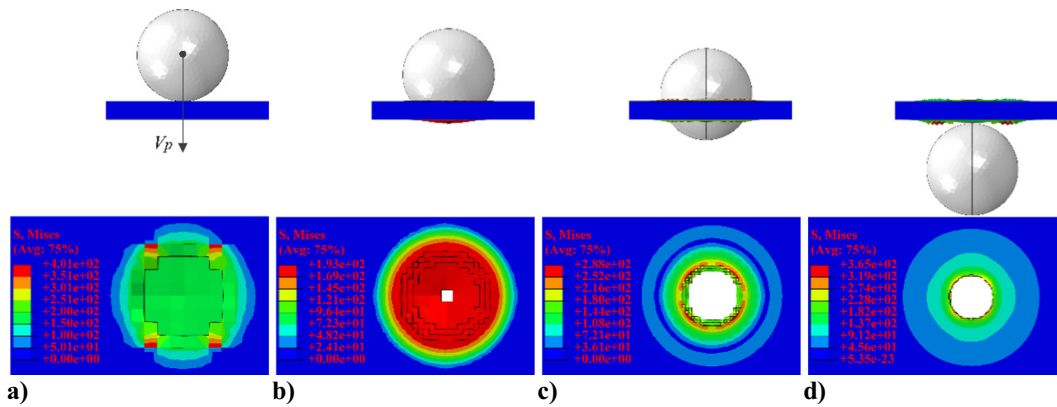 Vp
S, Mises
(Avg: 75%)
+4.01e+02
+3.51e+02
+3.01e+02
+2.51e+02
+2.00e+02
+1.50e+02
+1.00e+02
+5.01e+01
+0.00e+00
S, Mises
(Avg: 75%)
+1.93e+02
+1.69e+02
+1.45e+02
+1.21e+02
+9.64e+01
+7.23e+01
+4.82e+01
+2.41e+01
+0.00e+00
S, Mises
(Avg: 75%)
+2.88e+02
+2.52e+02
+2.16e+02
+1.80e+02
+1.44e+02
+1.08e+02
+7.21e+01
+3.61e+01
+0.00e+00
S, Mises
(Avg: 75%)
+3.65e+02
+3.19e+02
+2.74e+02
+2.28e+02
+1.82e+02
+1.37e+02
+9.12e+01
+4.56e+01
+5.35e-23
a)
b)
c)
d)